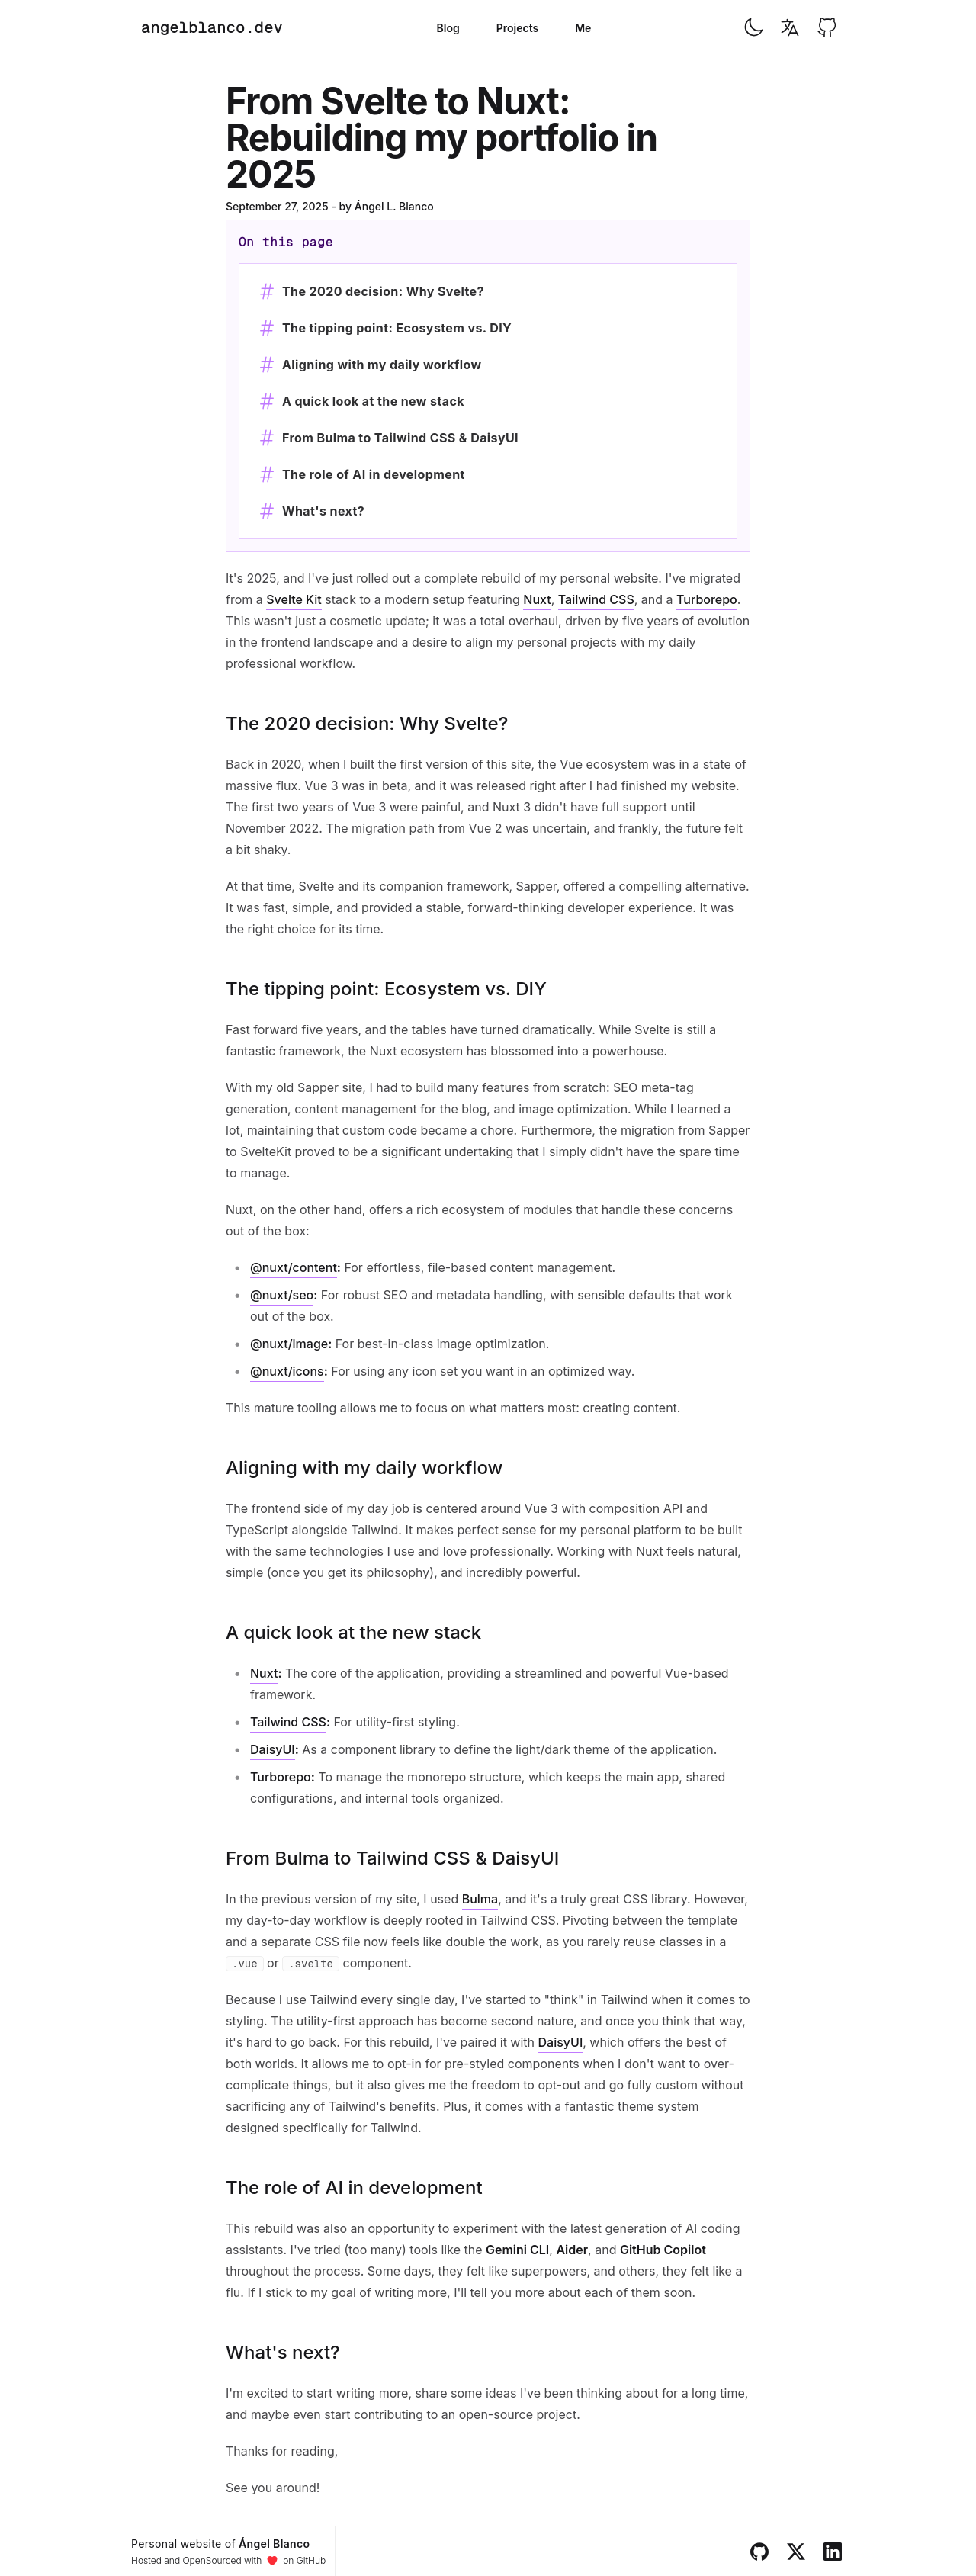 angelblanco.dev
Blog
Projects
Me
From Svelte to Nuxt:
Rebuilding my portfolio in
2025
September 27, 2025 - by Ángel L. Blanco
On this page
# The 2020 decision: Why Svelte?
# The tipping point: Ecosystem vs. DIY
# Aligning with my daily workflow
# A quick look at the new stack
# From Bulma to Tailwind CSS & DaisyUI
# The role of AI in development
# What's next?
It's 2025, and I've just rolled out a complete rebuild of my personal website. I've migrated
from a Svelte Kit stack to a modern setup featuring Nuxt, Tailwind CSS, and a Turborepo.
This wasn't just a cosmetic update; it was a total overhaul, driven by five years of evolution
in the frontend landscape and a desire to align my personal projects with my daily
professional workflow.
The 2020 decision: Why Svelte?
Back in 2020, when I built the first version of this site, the Vue ecosystem was in a state of
massive flux. Vue 3 was in beta, and it was released right after I had finished my website.
The first two years of Vue 3 were painful, and Nuxt 3 didn't have full support until
November 2022. The migration path from Vue 2 was uncertain, and frankly, the future felt
a bit shaky.
At that time, Svelte and its companion framework, Sapper, offered a compelling alternative.
It was fast, simple, and provided a stable, forward-thinking developer experience. It was
the right choice for its time.
The tipping point: Ecosystem vs. DIY
Fast forward five years, and the tables have turned dramatically. While Svelte is still a
fantastic framework, the Nuxt ecosystem has blossomed into a powerhouse.
With my old Sapper site, I had to build many features from scratch: SEO meta-tag
generation, content management for the blog, and image optimization. While I learned a
lot, maintaining that custom code became a chore. Furthermore, the migration from Sapper
to SvelteKit proved to be a significant undertaking that I simply didn't have the spare time
to manage.
Nuxt, on the other hand, offers a rich ecosystem of modules that handle these concerns
out of the box:
• @nuxt/content: For effortless, file-based content management.
• @nuxt/seo: For robust SEO and metadata handling, with sensible defaults that work
out of the box.
• @nuxt/image: For best-in-class image optimization.
• @nuxt/icons: For using any icon set you want in an optimized way.
This mature tooling allows me to focus on what matters most: creating content.
Aligning with my daily workflow
The frontend side of my day job is centered around Vue 3 with composition API and
TypeScript alongside Tailwind. It makes perfect sense for my personal platform to be built
with the same technologies I use and love professionally. Working with Nuxt feels natural,
simple (once you get its philosophy), and incredibly powerful.
A quick look at the new stack
• Nuxt: The core of the application, providing a streamlined and powerful Vue-based
framework.
• Tailwind CSS: For utility-first styling.
• DaisyUI: As a component library to define the light/dark theme of the application.
• Turborepo: To manage the monorepo structure, which keeps the main app, shared
configurations, and internal tools organized.
From Bulma to Tailwind CSS & DaisyUI
In the previous version of my site, I used Bulma, and it's a truly great CSS library. However,
my day-to-day workflow is deeply rooted in Tailwind CSS. Pivoting between the template
and a separate CSS file now feels like double the work, as you rarely reuse classes in a
.vue or .svelte component.
Because I use Tailwind every single day, I've started to "think" in Tailwind when it comes to
styling. The utility-first approach has become second nature, and once you think that way,
it's hard to go back. For this rebuild, I've paired it with DaisyUI, which offers the best of
both worlds. It allows me to opt-in for pre-styled components when I don't want to over-
complicate things, but it also gives me the freedom to opt-out and go fully custom without
sacrificing any of Tailwind's benefits. Plus, it comes with a fantastic theme system
designed specifically for Tailwind.
The role of AI in development
This rebuild was also an opportunity to experiment with the latest generation of AI coding
assistants. I've tried (too many) tools like the Gemini CLI, Aider, and GitHub Copilot
throughout the process. Some days, they felt like superpowers, and others, they felt like a
flu. If I stick to my goal of writing more, I'll tell you more about each of them soon.
What's next?
I'm excited to start writing more, share some ideas I've been thinking about for a long time,
and maybe even start contributing to an open-source project.
Thanks for reading,
See you around!
Personal website of Ángel Blanco
Hosted and OpenSourced with ❤️ on GitHub